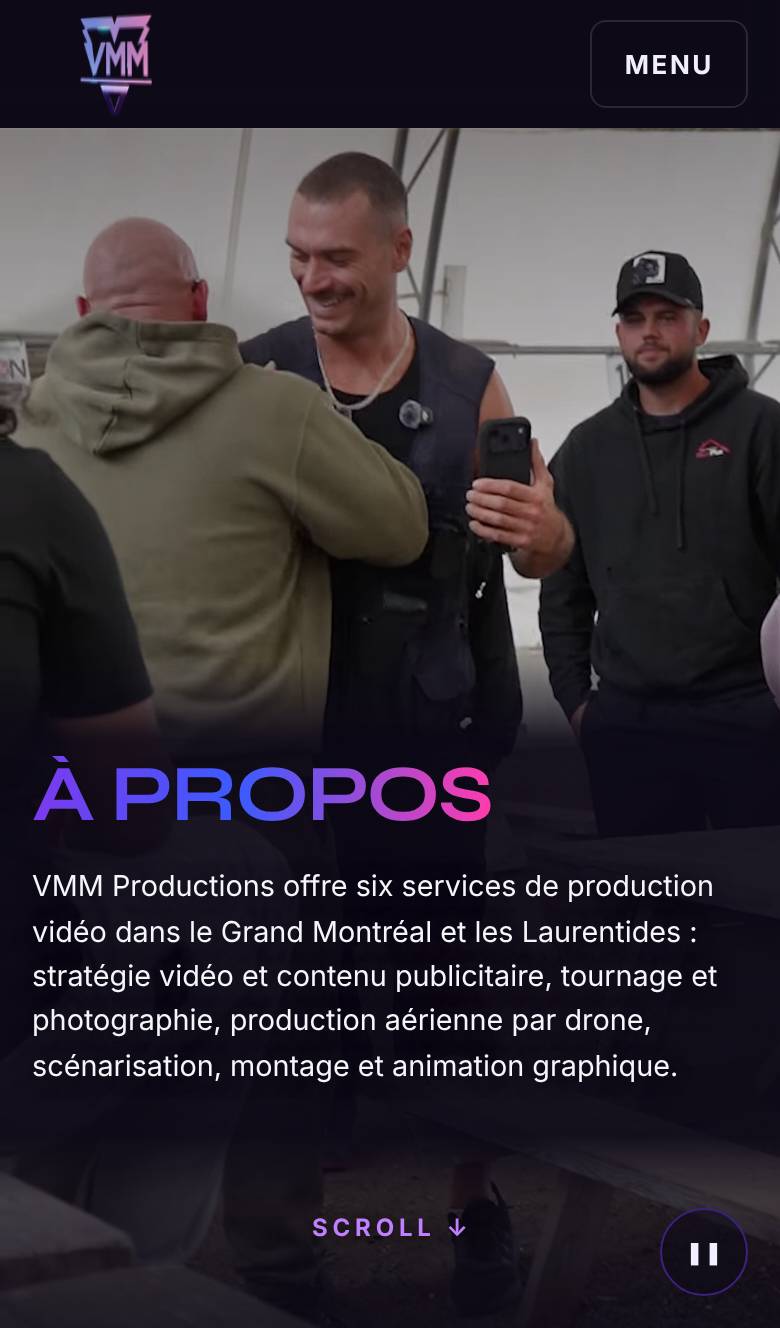 VMM
MENU
ON
À PROPOS
VMM Productions offre six services de production
vidéo dans le Grand Montréal et les Laurentides :
stratégie vidéo et contenu publicitaire, tournage et
photographie, production aérienne par drone,
scénarisation, montage et animation graphique.
SCROLL ↓